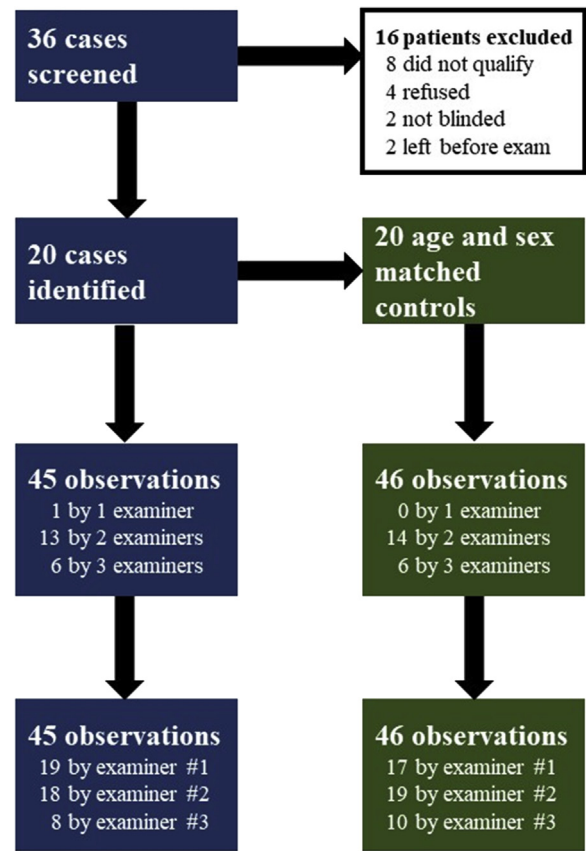 36 cases
screened
16 patients excluded
8 did not qualify
4 refused
2 not blinded
2 left before exam
20 cases
identified
20 age and sex
matched
controls
45 observations
1 by 1 examiner
13 by 2 examiners
6 by 3 examiners
46 observations
0 by 1 examiner
14 by 2 examiners
6 by 3 examiners
45 observations
19 by examiner #1
18 by examiner #2
8 by examiner #3
46 observations
17 by examiner #1
19 by examiner #2
10 by examiner #3